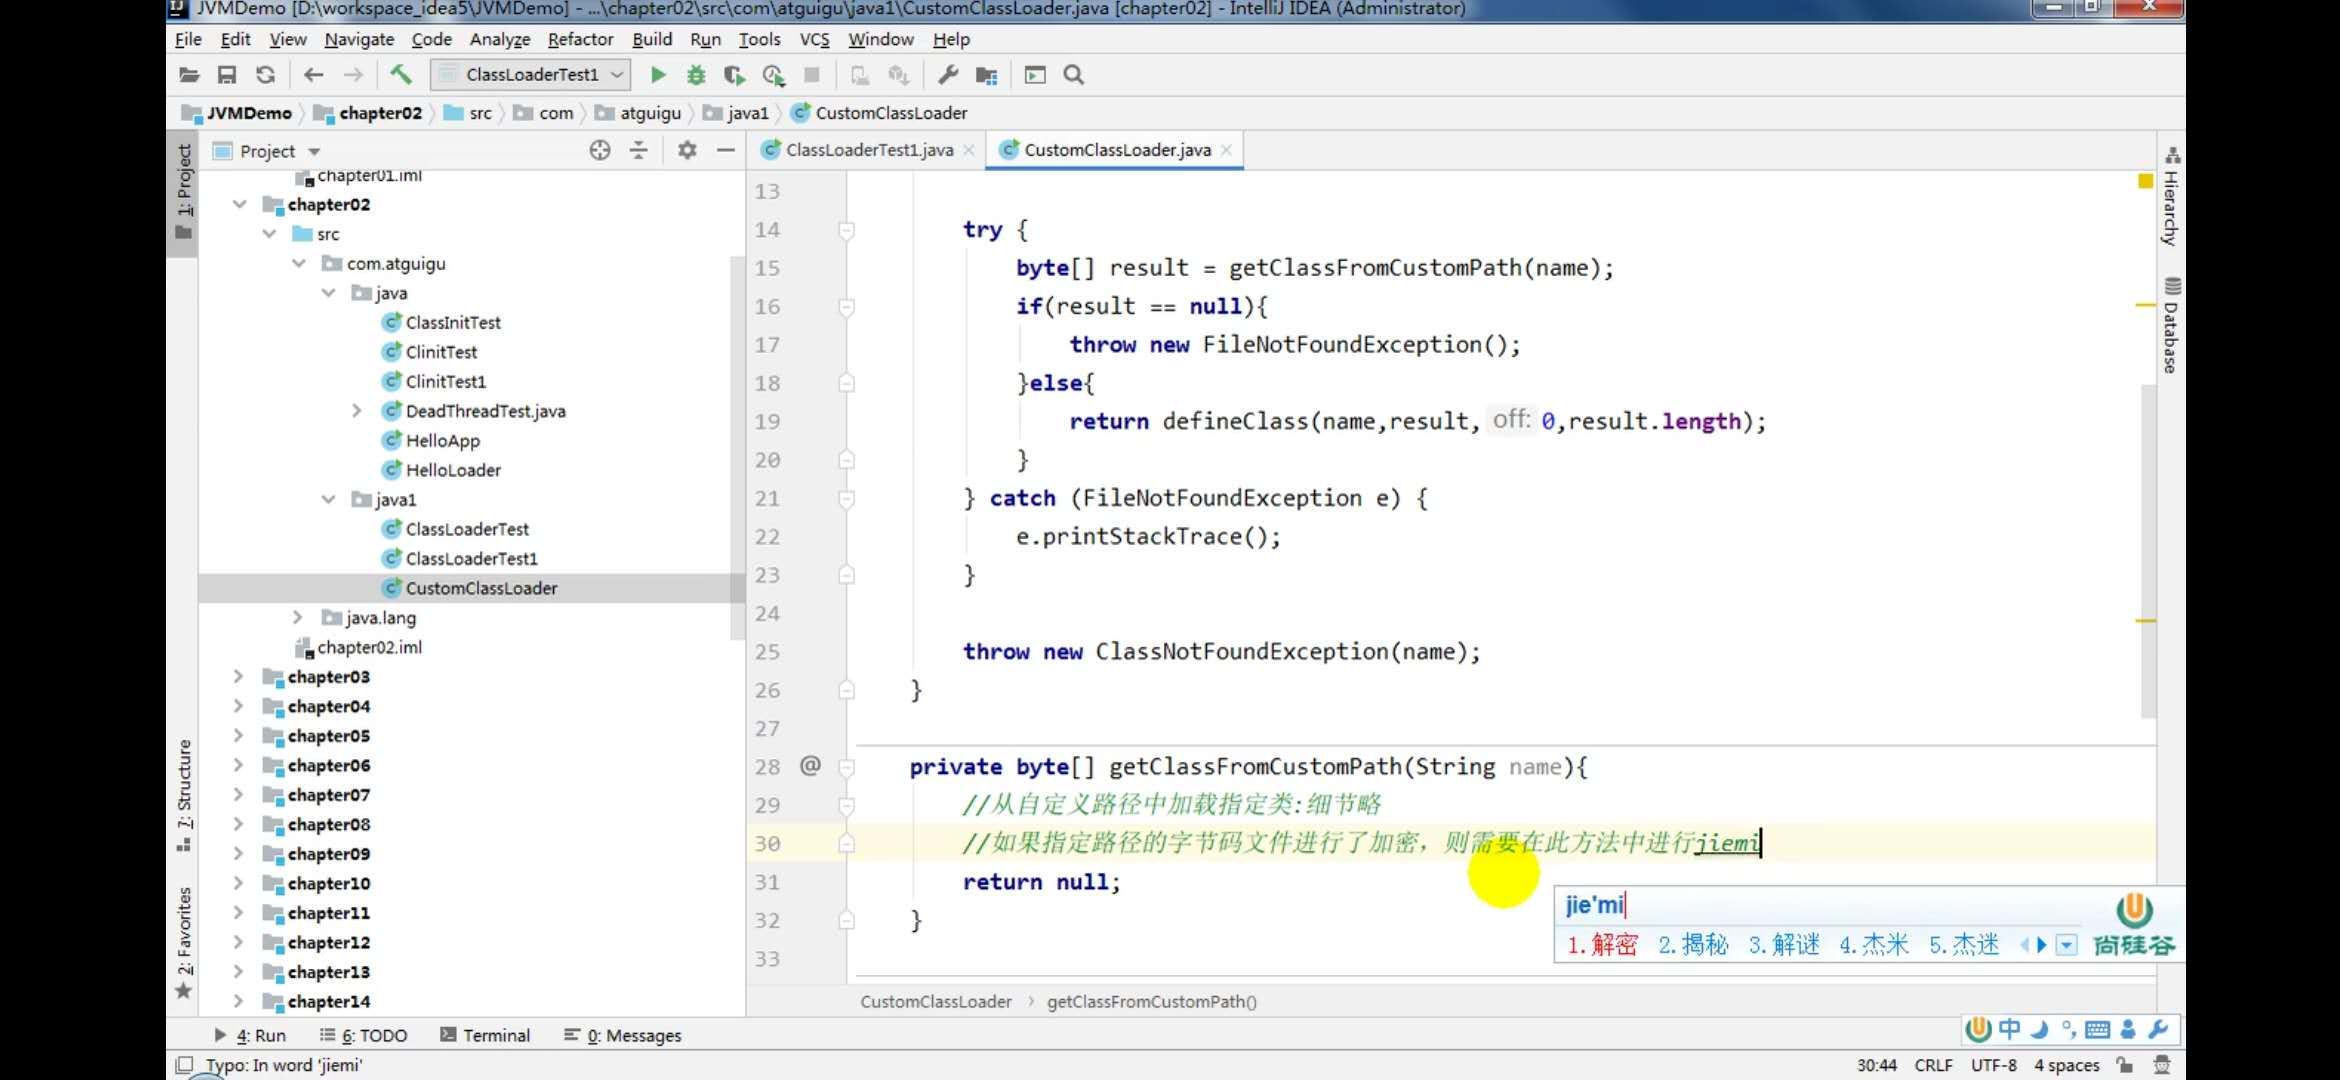 JVMDemo [D:\workspace_idea5\JVMDemo] - ...\chapter02\src\com\atguigu\java1\CustomClassLoader.java [chapter02] - IntelliJ IDEA (Administrator)
File Edit View Navigate Code Analyze Refactor Build Run Tools VCS Window Help
ClassLoaderTest1
JVMDemo chapter02 src com atguigu java1 CustomClassLoader
1: Project
Project
ClassLoaderTest1.java
CustomClassLoader.java
chapter01.iml
chapter02
src
com.atguigu
java
ClassInitTest
ClinitTest
ClinitTest1
DeadThreadTest.java
HelloApp
HelloLoader
java1
ClassLoaderTest
ClassLoaderTest1
CustomClassLoader
java.lang
chapter02.iml
chapter03
chapter04
chapter05
chapter06
chapter07
chapter08
chapter09
chapter10
chapter11
chapter12
chapter13
chapter14
7: Structure
2: Favorites
13
14 try {
15 byte[] result = getClassFromCustomPath(name);
16 if(result == null){
17 throw new FileNotFoundException();
18 }else{
19 return defineClass(name,result, off: 0,result.length);
20 }
21 } catch (FileNotFoundException e) {
22 e.printStackTrace();
23 }
24
25 throw new ClassNotFoundException(name);
26 }
27
28 @ private byte[] getClassFromCustomPath(String name){
29 //从自定义路径中加载指定类:细节略
30 //如果指定路径的字节码文件进行了加密，则需要在此方法中进行jiemi
31 return null;
32 }
33
jie'mi
1.解密 2.揭秘 3.解谜 4.杰米 5.杰迷
尚硅谷
Hierarchy
Database
CustomClassLoader › getClassFromCustomPath()
4: Run 6: TODO Terminal 0: Messages
中
Typo: In word 'jiemi'
30:44 CRLF UTF-8 4 spaces